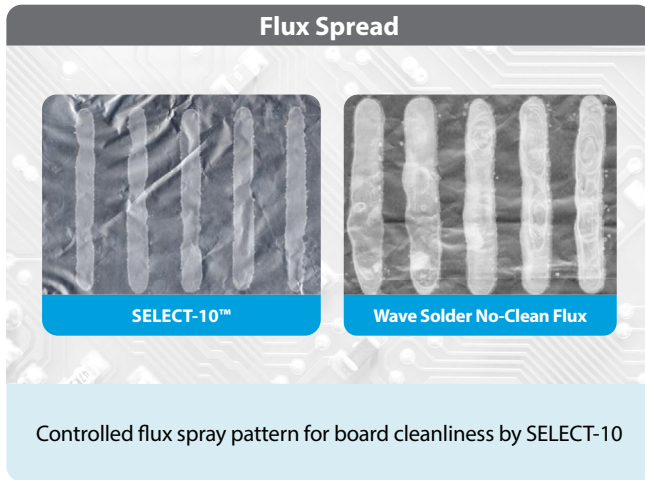 Flux Spread
SELECT-10™
Wave Solder No-Clean Flux
Controlled flux spray pattern for board cleanliness by SELECT-10